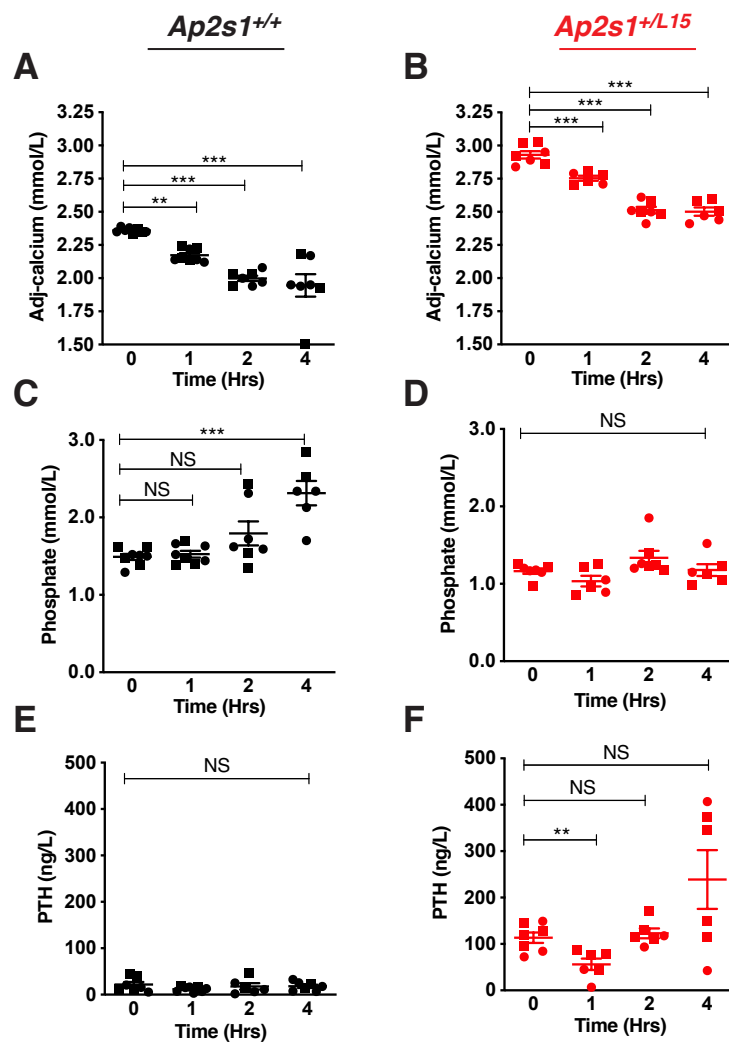 Ap2s1+/+
Ap2s1+/L15
A
Adj-calcium (mmol/L)
3.25
3.00
2.75
2.50
2.25
2.00
1.75
1.50
***
***
**
0 1 2 4
Time (Hrs)
B
Adj-calcium (mmol/L)
3.25
3.00
2.75
2.50
2.25
2.00
1.75
1.50
***
***
***
0 1 2 4
Time (Hrs)
C
Phosphate (mmol/L)
3.0
2.0
1.0
0.0
***
NS
NS
0 1 2 4
Time (Hrs)
D
Phosphate (mmol/L)
3.0
2.0
1.0
0.0
NS
0 1 2 4
Time (Hrs)
E
PTH (ng/L)
500
400
300
200
100
0
NS
0 1 2 4
Time (Hrs)
F
PTH (ng/L)
500
400
300
200
100
0
NS
NS
**
0 1 2 4
Time (Hrs)